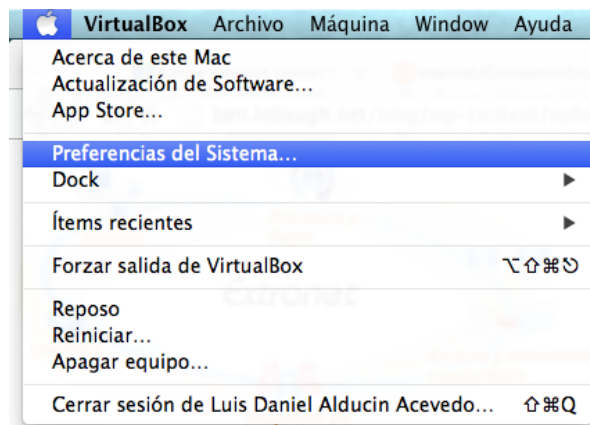 VirtualBox Archivo Máquina Window Ayuda
Acerca de este Mac
Actualización de Software...
App Store...
Preferencias del Sistema...
Dock
Ítems recientes
Forzar salida de VirtualBox ⌥⇧⌘⎋
Reposo
Reiniciar...
Apagar equipo...
Cerrar sesión de Luis Daniel Alducin Acevedo... ⇧⌘Q